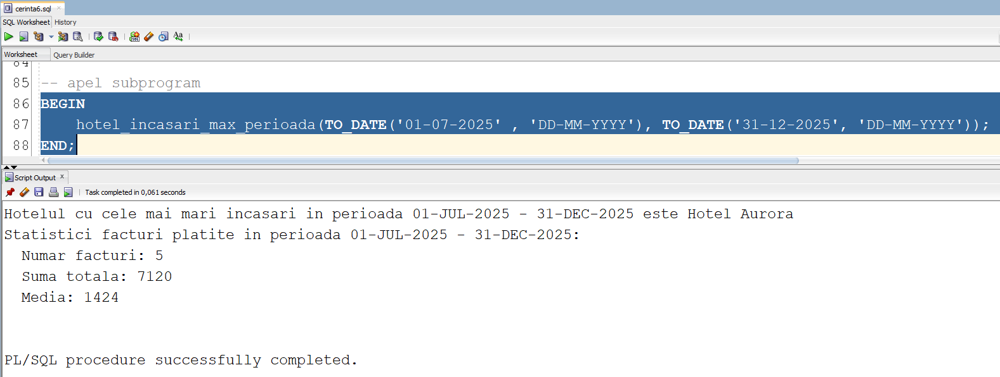 cerinta6.sql
SQL Worksheet History
Worksheet Query Builder
84
85 -- apel subprogram
86 BEGIN
87 hotel_incasari_max_perioada(TO_DATE('01-07-2025' , 'DD-MM-YYYY'), TO_DATE('31-12-2025', 'DD-MM-YYYY'));
88 END;
Script Output x
Task completed in 0,061 seconds
Hotelul cu cele mai mari incasari in perioada 01-JUL-2025 - 31-DEC-2025 este Hotel Aurora
Statistici facturi platite in perioada 01-JUL-2025 - 31-DEC-2025:
Numar facturi: 5
Suma totala: 7120
Media: 1424
PL/SQL procedure successfully completed.